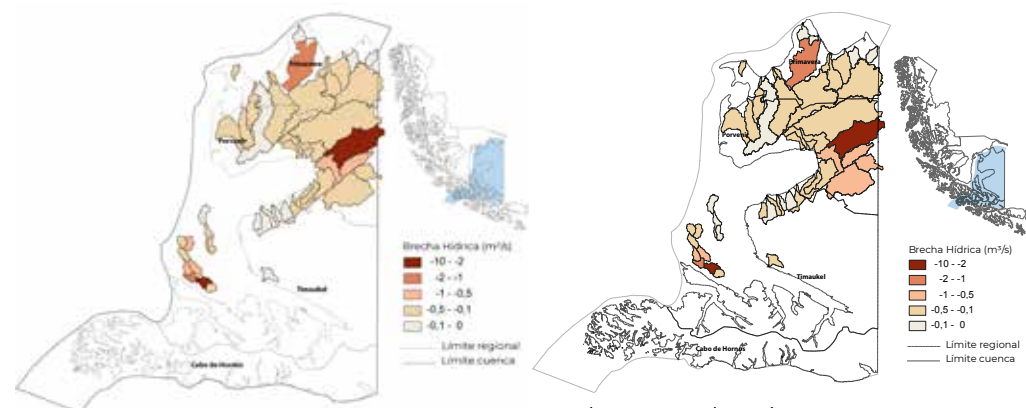 Primavera
Porvenir
Brecha Hídrica (m³/s)
-10 - -2
-2 - -1
-1 - -0,5
-0,5 - -0,1
-0,1 - 0
Timaukel
Límite regional
Límite cuenca
Cabo de Hornos
Primavera
Porvenir
Brecha Hídrica (m³/s)
-10 - -2
-2 - -1
-1 - -0,5
-0,5 - -0,1
-0,1 - 0
Timaukel
Límite regional
Límite cuenca
Cabo de Hornos